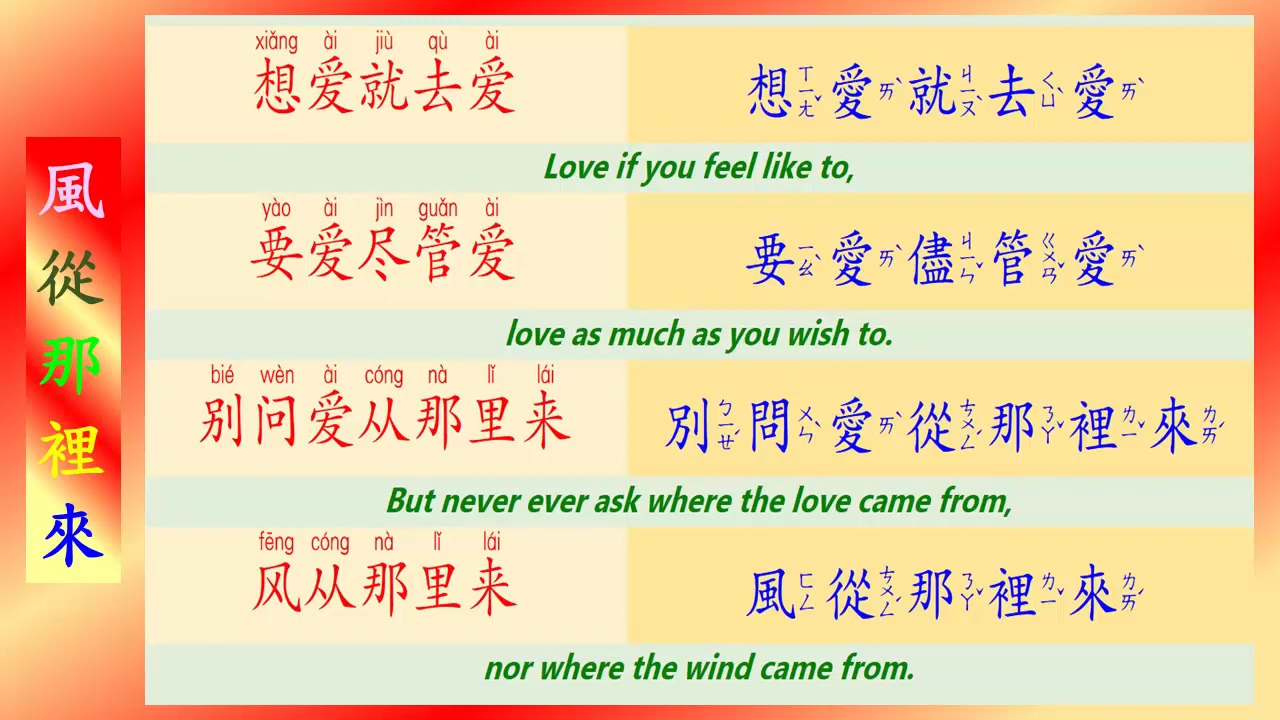 風從那裡來
xiǎng ài jiù qù ài
想爱就去爱
想ㄒㄧㄤˇ愛ㄞˋ就ㄐㄧㄡˋ去ㄑㄩˋ愛ㄞˋ
Love if you feel like to,
yào ài jìn guǎn ài
要爱尽管爱
要ㄧㄠˋ愛ㄞˋ儘ㄐㄧㄣˇ管ㄍㄨㄢˇ愛ㄞˋ
love as much as you wish to.
bié wèn ài cóng nà lǐ lái
别问爱从那里来
別ㄅㄧㄝˊ問ㄨㄣˋ愛ㄞˋ從ㄘㄨㄥˊ那ㄋㄚˇ裡ㄌㄧˇ來ㄌㄞˊ
But never ever ask where the love came from,
fēng cóng nà lǐ lái
风从那里来
風ㄈㄥ從ㄘㄨㄥˊ那ㄋㄚˇ裡ㄌㄧˇ來ㄌㄞˊ
nor where the wind came from.